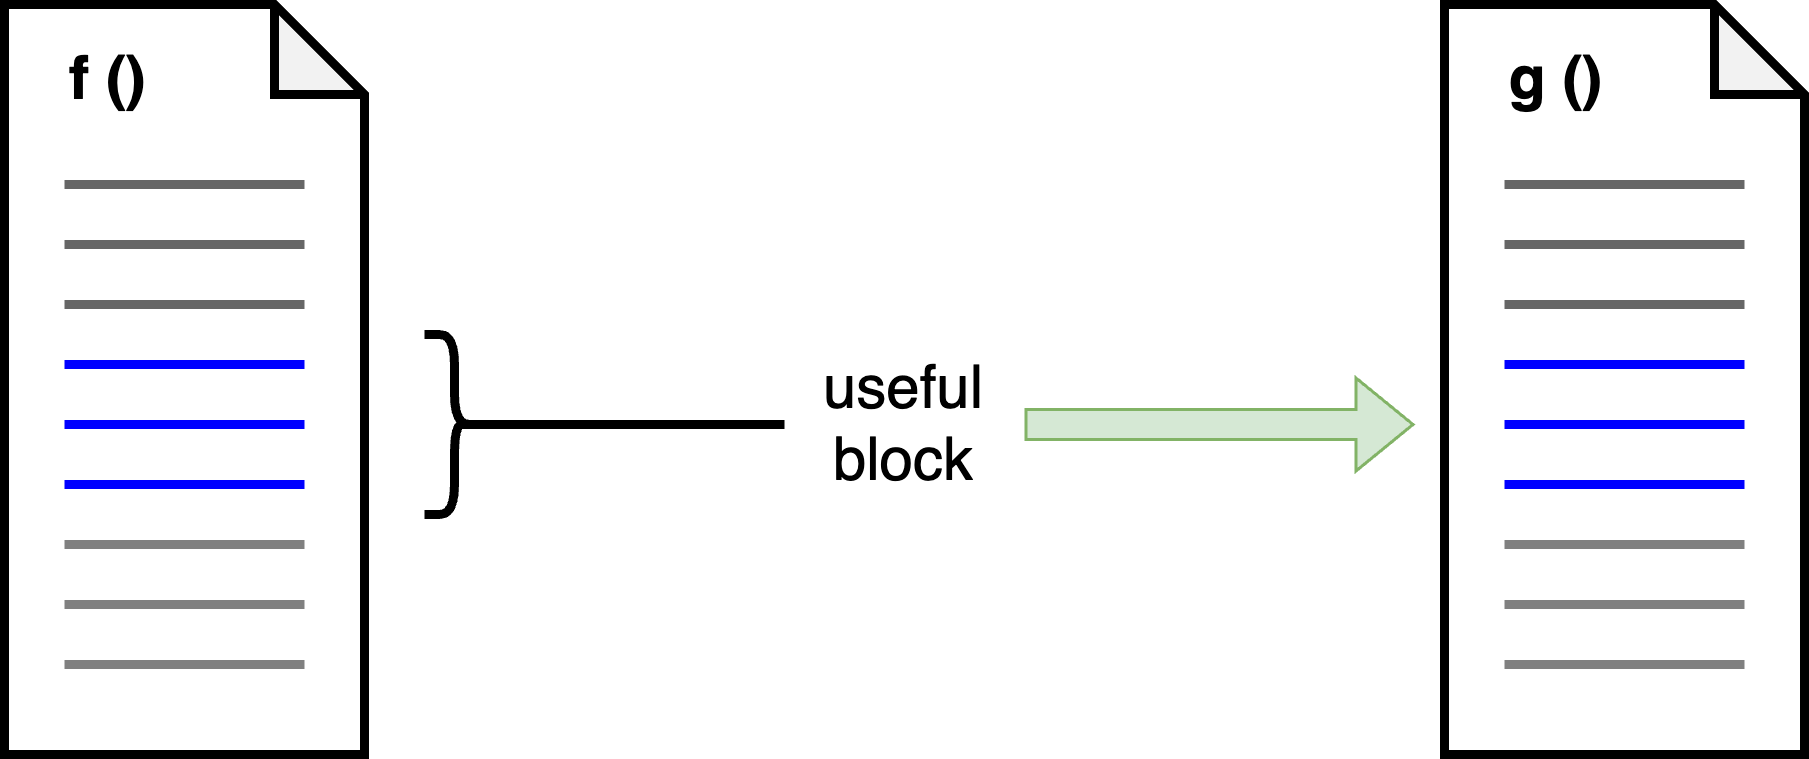 f ()
g ()
useful
block